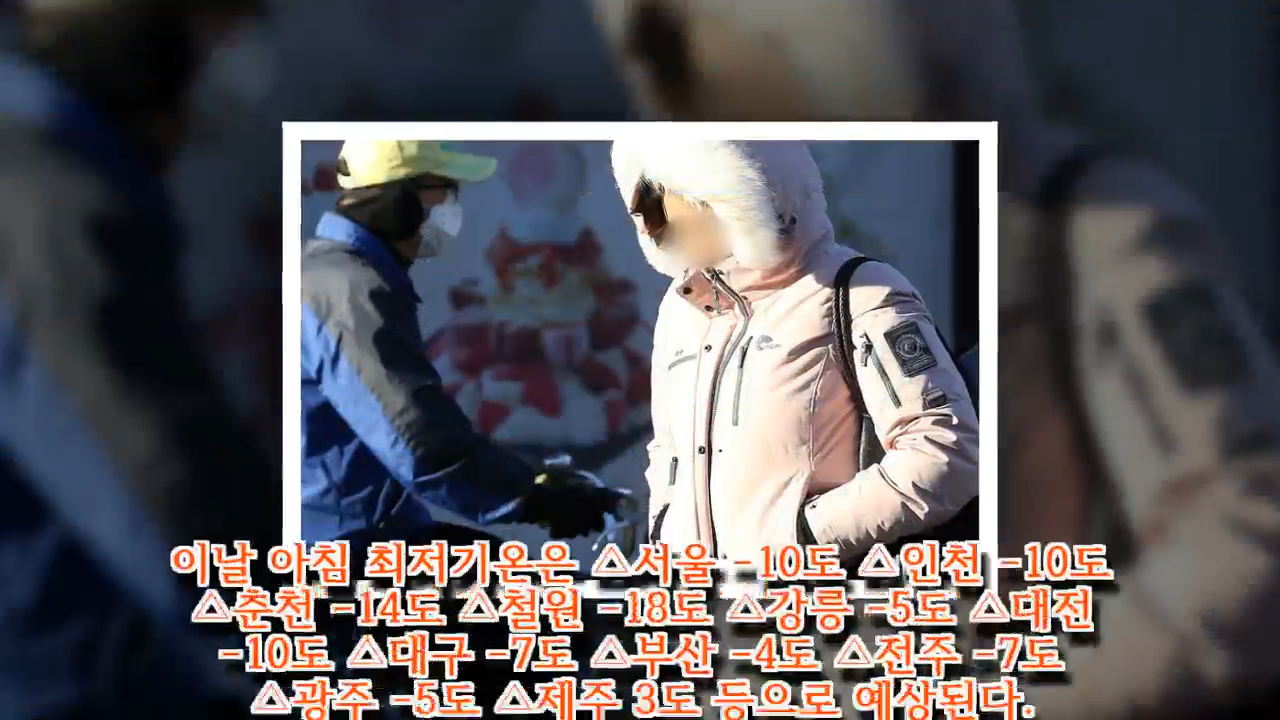 이날 아침 최저기온은 △서울 -10도 △인천 -10도
△춘천 -14도 △철원 -18도 △강릉 -5도 △대전
-10도 △대구 -7도 △부산 -4도 △전주 -7도
△광주 -5도 △제주 3도 등으로 예상된다.